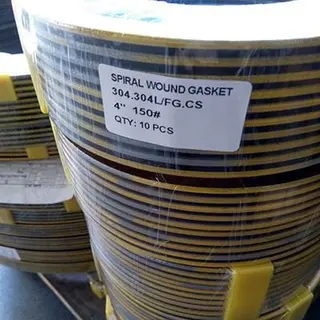 SPIRAL WOUND GASKET
304.304L/FG.CS
4" 150#
QTY: 10 PCS